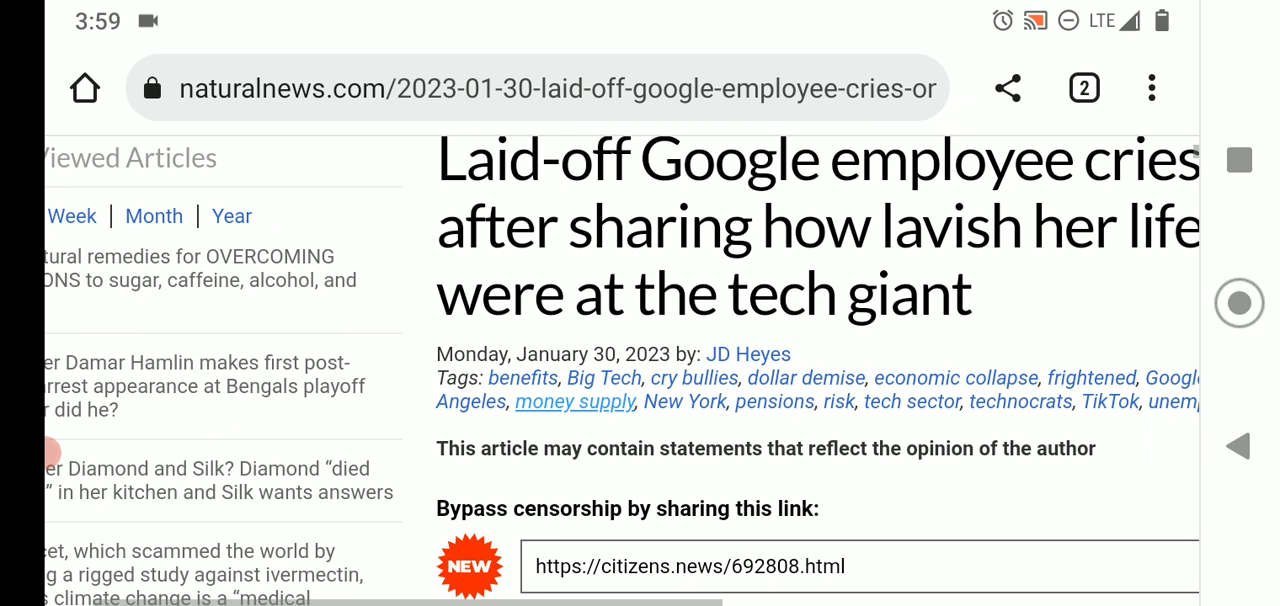 3:59
LTE
naturalnews.com/2023-01-30-laid-off-google-employee-cries-or
2
Viewed Articles
Week | Month | Year
tural remedies for OVERCOMING
ONS to sugar, caffeine, alcohol, and
er Damar Hamlin makes first post-
rrest appearance at Bengals playoff
r did he?
er Diamond and Silk? Diamond “died
” in her kitchen and Silk wants answers
cet, which scammed the world by
g a rigged study against ivermectin,
s climate change is a “medical
Laid-off Google employee cries
after sharing how lavish her life
were at the tech giant
Monday, January 30, 2023 by: JD Heyes
Tags: benefits, Big Tech, cry bullies, dollar demise, economic collapse, frightened, Googl
Angeles, money supply, New York, pensions, risk, tech sector, technocrats, TikTok, unem
This article may contain statements that reflect the opinion of the author
Bypass censorship by sharing this link:
NEW
https://citizens.news/692808.html